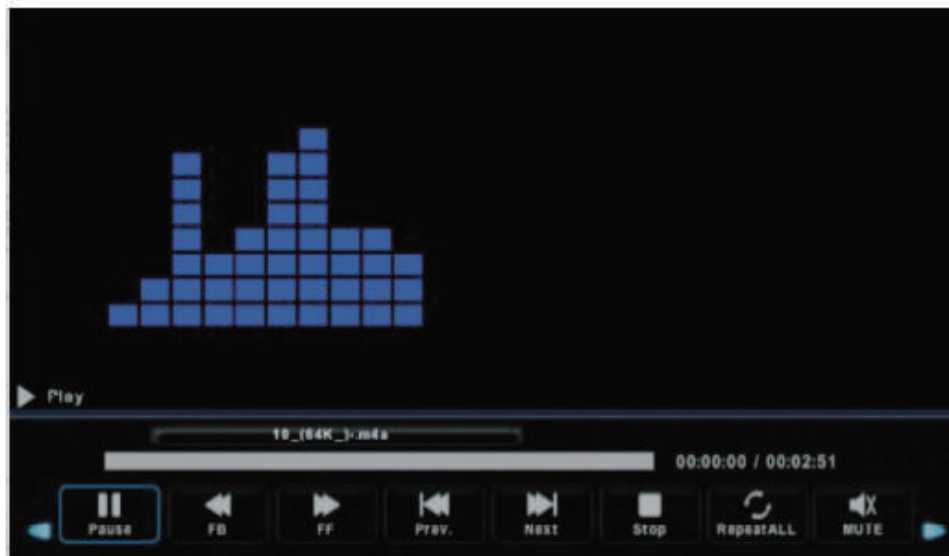 Play
10_(64K_)-.m4a
00:00:00 / 00:02:51
Pause
FB
FF
Prev.
Next
Stop
RepeatALL
MUTE